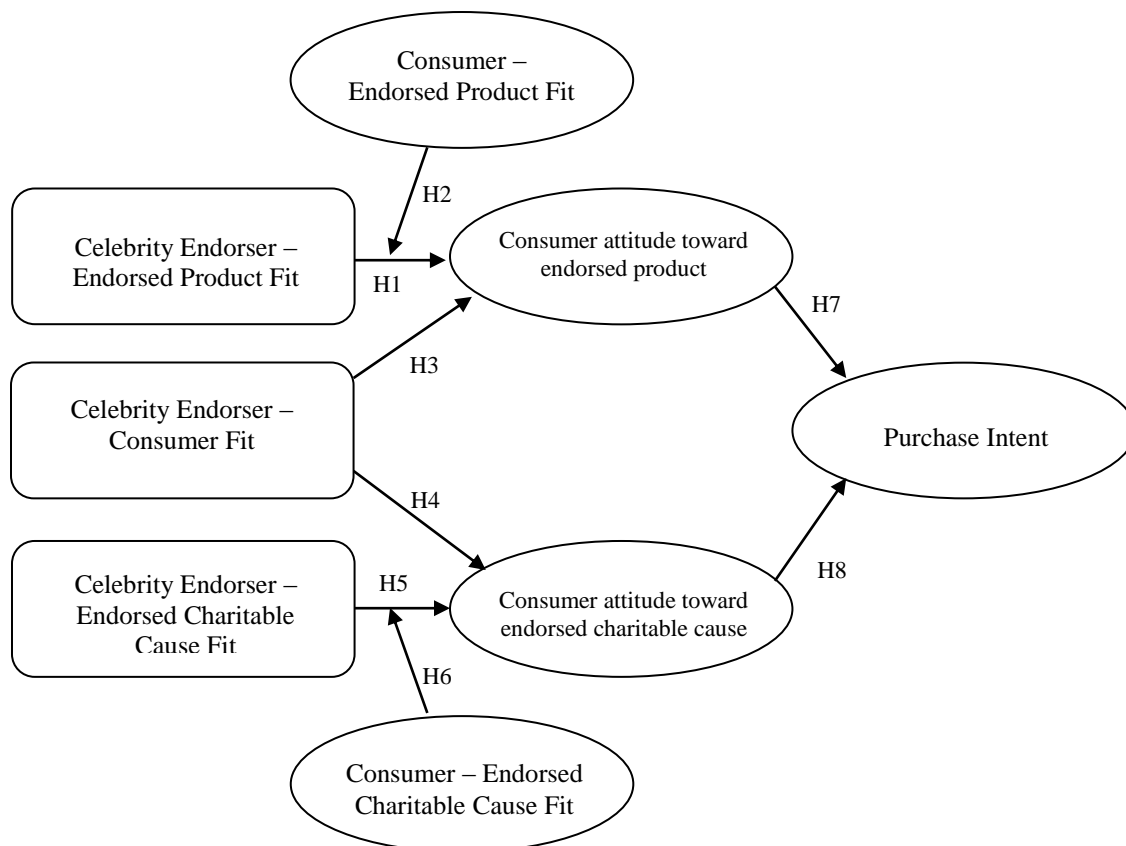 Consumer –
Endorsed Product Fit
H2
Celebrity Endorser –
Endorsed Product Fit
H1
Consumer attitude toward
endorsed product
H7
H3
Celebrity Endorser –
Consumer Fit
Purchase Intent
H4
Celebrity Endorser –
Endorsed Charitable
Cause Fit
H5
Consumer attitude toward
endorsed charitable cause
H8
H6
Consumer – Endorsed
Charitable Cause Fit